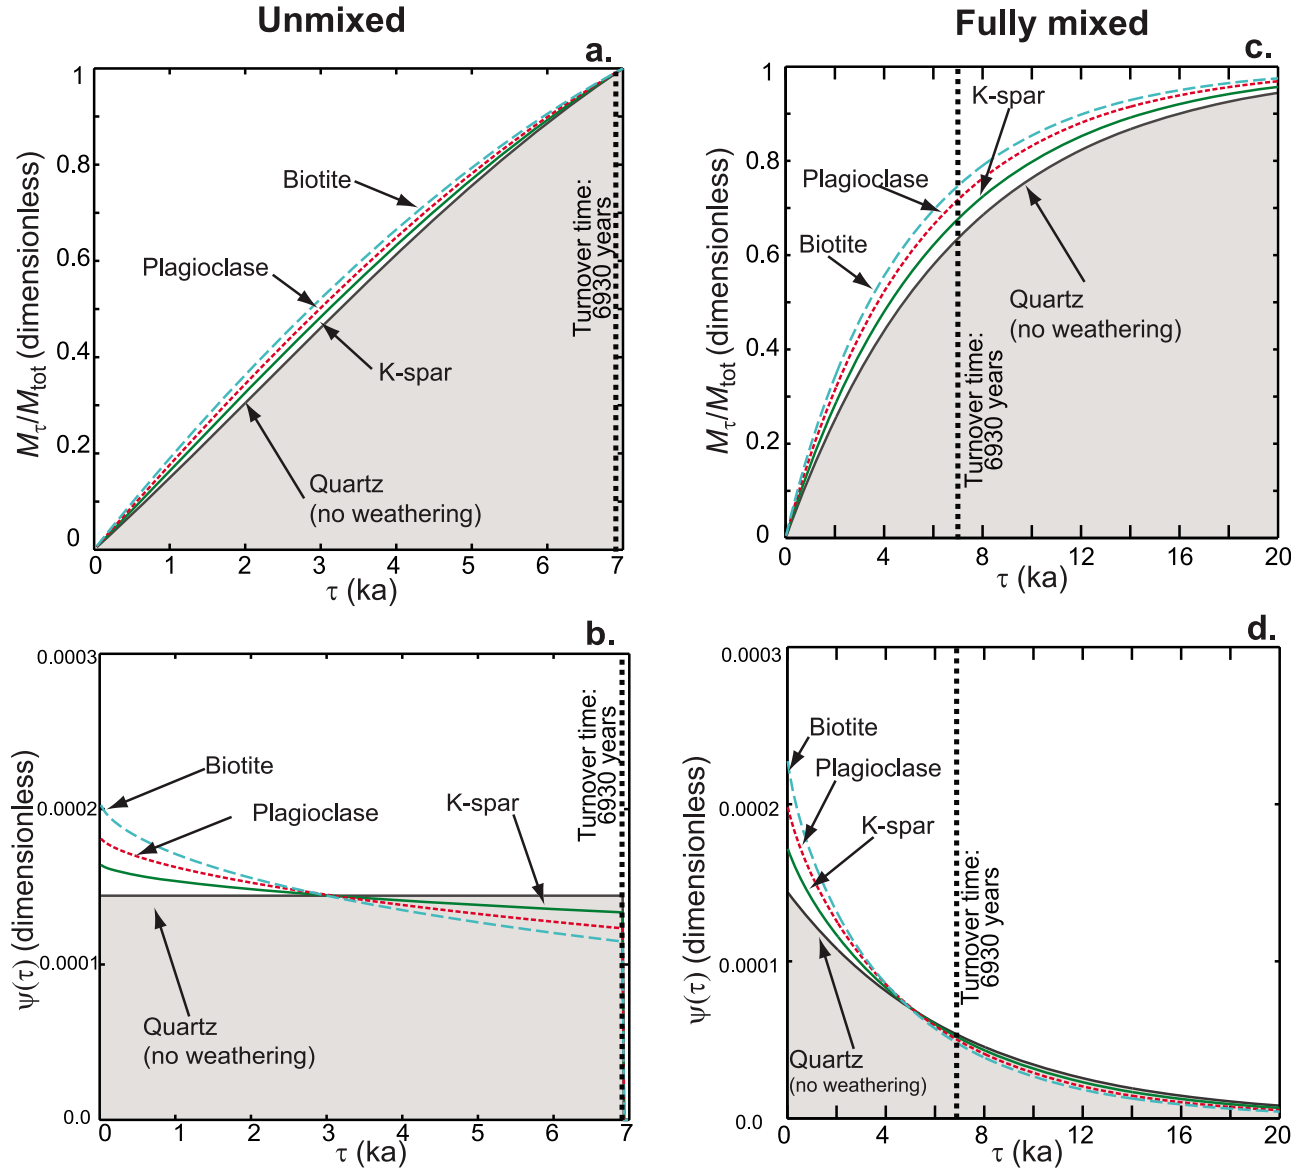 Unmixed
Fully mixed
a.
1
0.8
0.6
0.4
0.2
0
Mτ/Mtot (dimensionless)
Biotite
Plagioclase
K-spar
Quartz
(no weathering)
Turnover time:
6930 years
0 1 2 3 4 5 6 7
τ (ka)
c.
1
0.8
0.6
0.4
0.2
0
Mτ/Mtot (dimensionless)
K-spar
Plagioclase
Biotite
Quartz
(no weathering)
Turnover time:
6930 years
0 4 8 12 16 20
τ (ka)
b.
0.0003
0.0002
0.0001
0.0
ψ(τ) (dimensionless)
Biotite
Plagioclase
K-spar
Quartz
(no weathering)
Turnover time:
6930 years
0 1 2 3 4 5 6 7
τ (ka)
d.
0.0003
0.0002
0.0001
0.0
ψ(τ) (dimensionless)
Biotite
Plagioclase
K-spar
Quartz
(no weathering)
Turnover time:
6930 years
0 4 8 12 16 20
τ (ka)